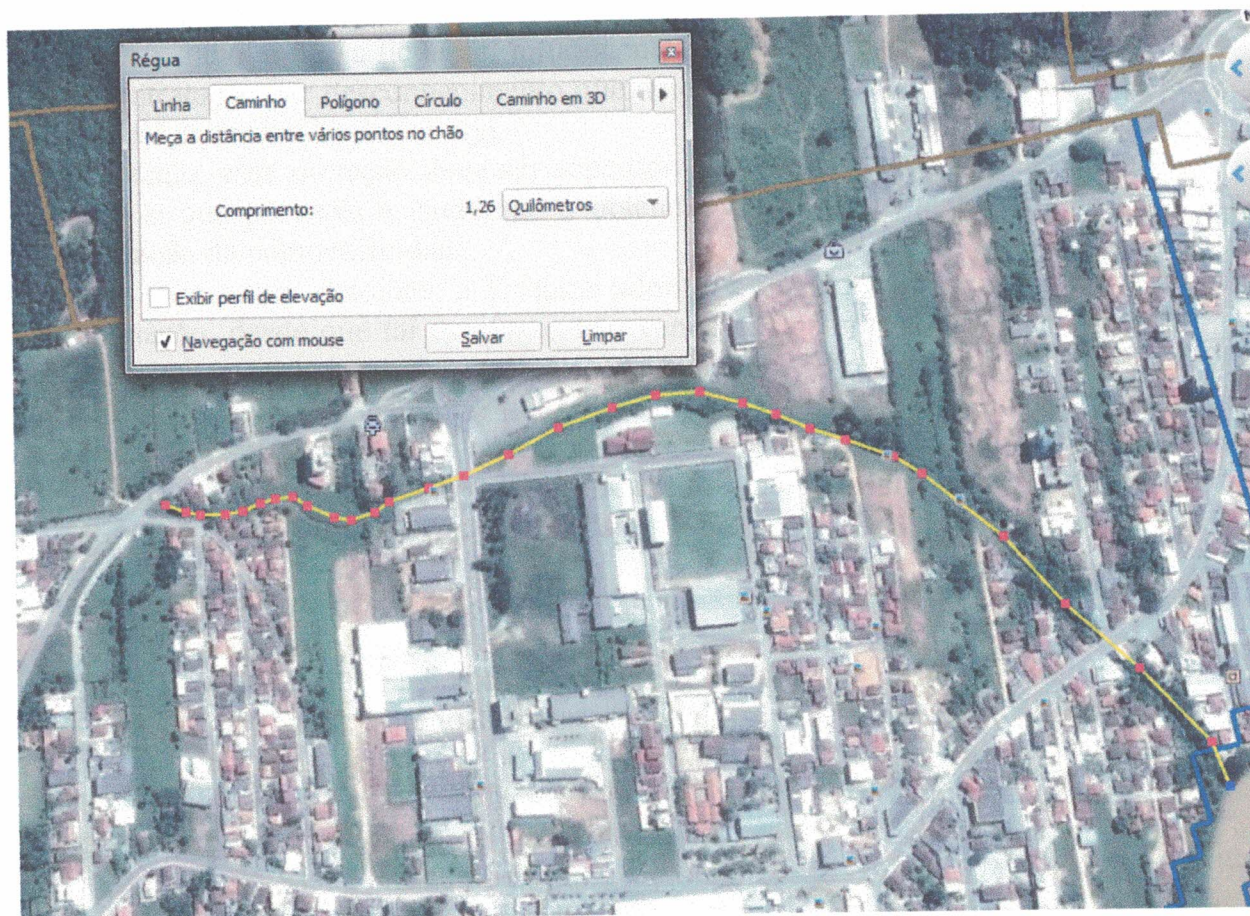 Régua
Linha Caminho Polígono Círculo Caminho em 3D
Meça a distância entre vários pontos no chão
Comprimento: 1,26 Quilômetros
Exibir perfil de elevação
Navegação com mouse Salvar Limpar